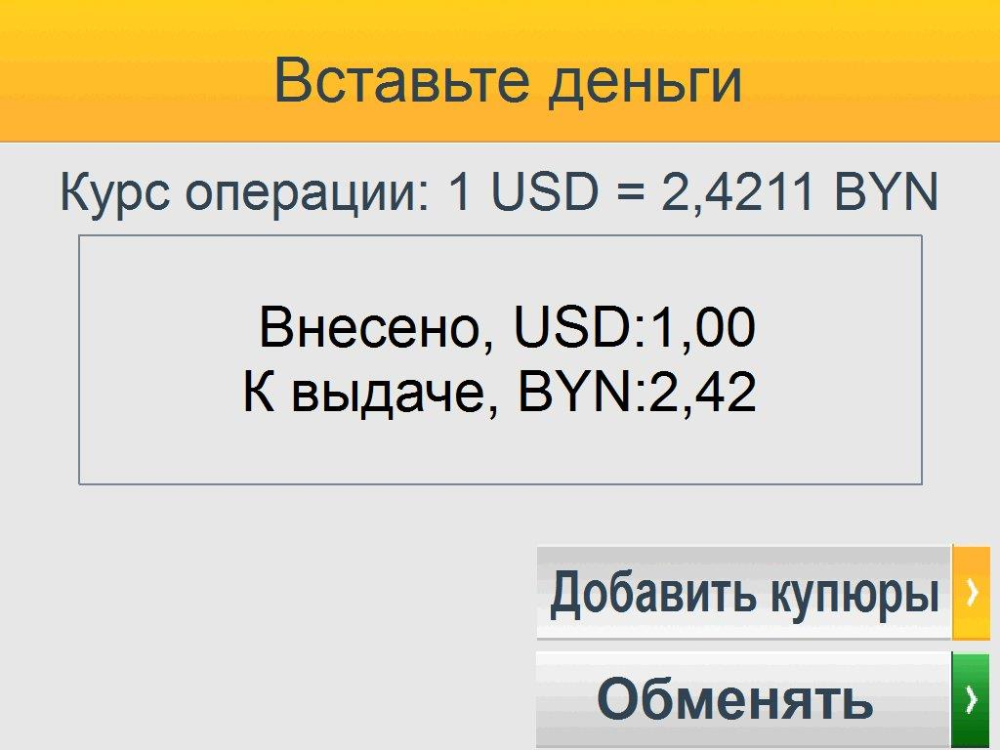 Вставьте деньги
Курс операции: 1 USD = 2,4211 BYN
Внесено, USD:1,00
К выдаче, BYN:2,42
Добавить купюры
Обменять